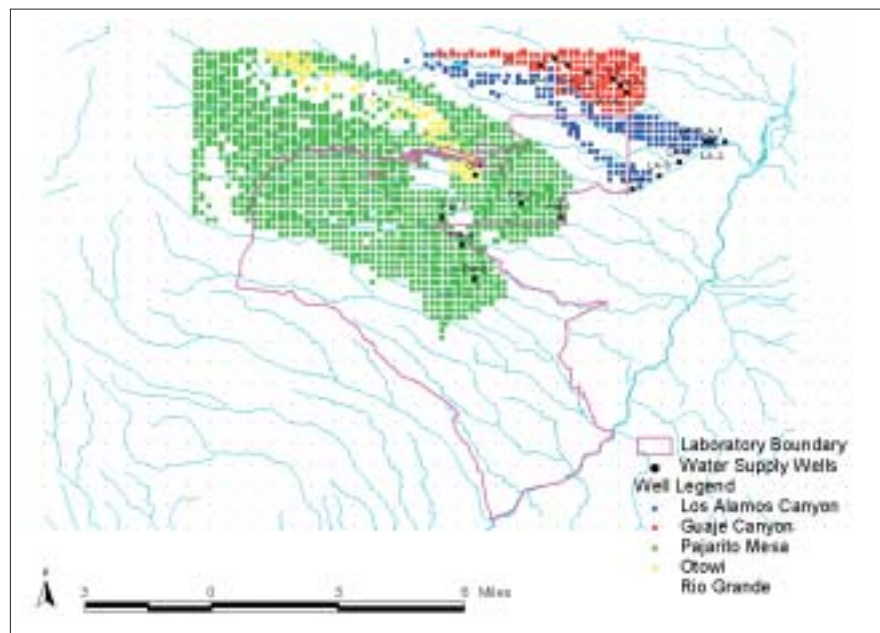 Laboratory Boundary
Water Supply Wells
Well Legend
Los Alamos Canyon
Guaje Canyon
Pajarito Mesa
Otowi
Rio Grande
3 0 3 6 Miles